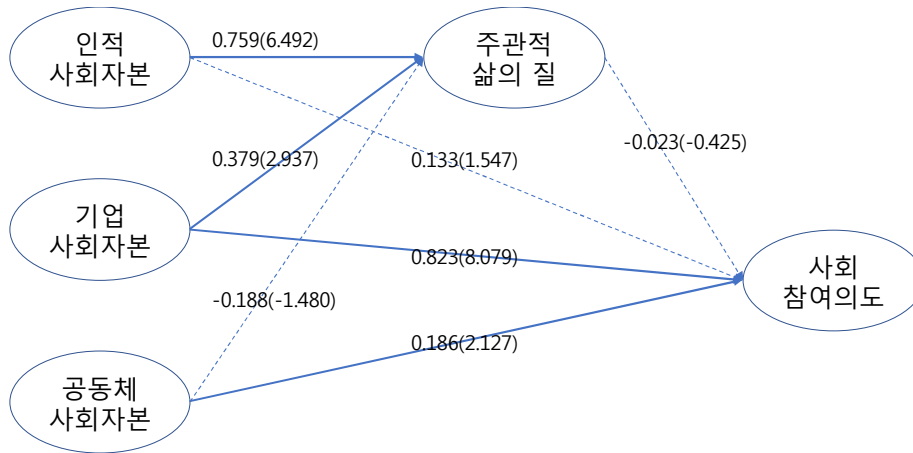 인적
사회자본
0.759(6.492)
주관적
삶의 질
0.379(2.937)
0.133(1.547)
-0.023(-0.425)
기업
사회자본
0.823(8.079)
사회
참여의도
-0.188(-1.480)
0.186(2.127)
공동체
사회자본